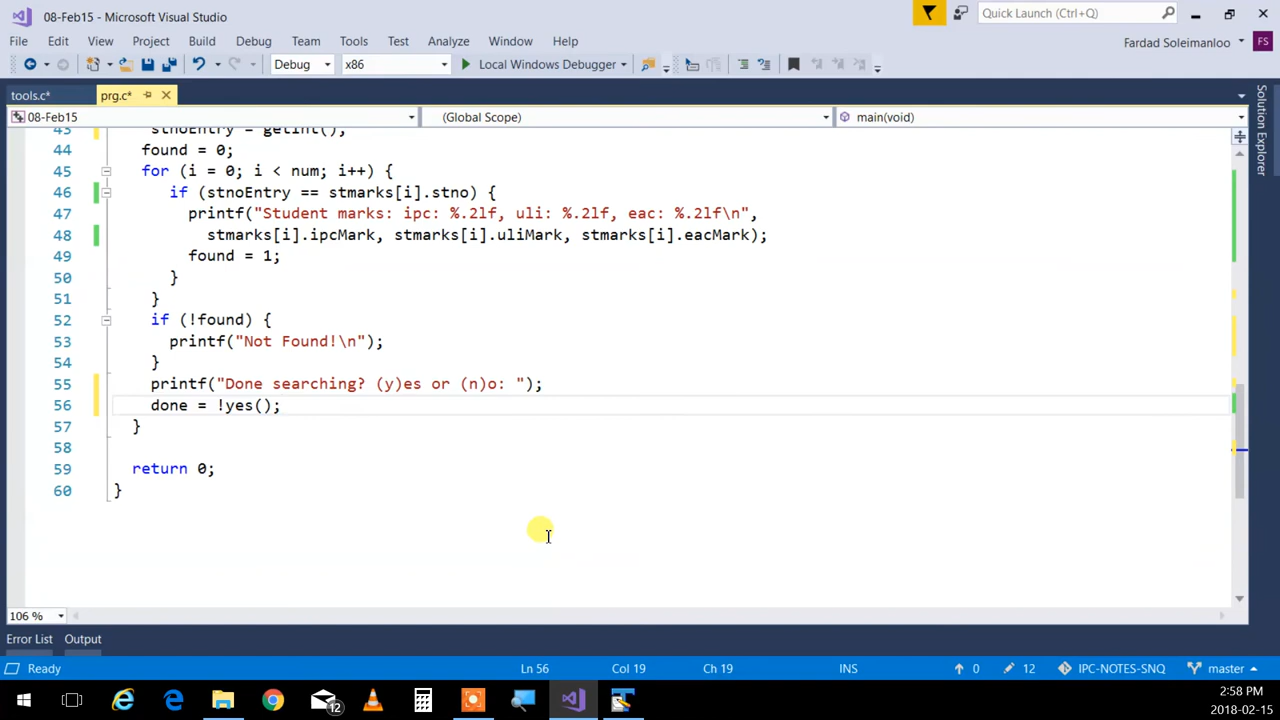 08-Feb15 - Microsoft Visual Studio
Quick Launch (Ctrl+Q)
File Edit View Project Build Debug Team Tools Test Analyze Window Help
Fardad Soleimanloo FS
Debug x86 Local Windows Debugger
tools.c* prg.c*
08-Feb15 (Global Scope) main(void)
Solution Explorer
43 stnoEntry = getInt();
44 found = 0;
45 for (i = 0; i < num; i++) {
46 if (stnoEntry == stmarks[i].stno) {
47 printf("Student marks: ipc: %.2lf, uli: %.2lf, eac: %.2lf\n",
48 stmarks[i].ipcMark, stmarks[i].uliMark, stmarks[i].eacMark);
49 found = 1;
50 }
51 }
52 if (!found) {
53 printf("Not Found!\n");
54 }
55 printf("Done searching? (y)es or (n)o: ");
56 done = !yes();
57 }
58
59 return 0;
60 }
106 %
Error List Output
Ready Ln 56 Col 19 Ch 19 INS 0 12 IPC-NOTES-SNQ master
12
2:58 PM
2018-02-15